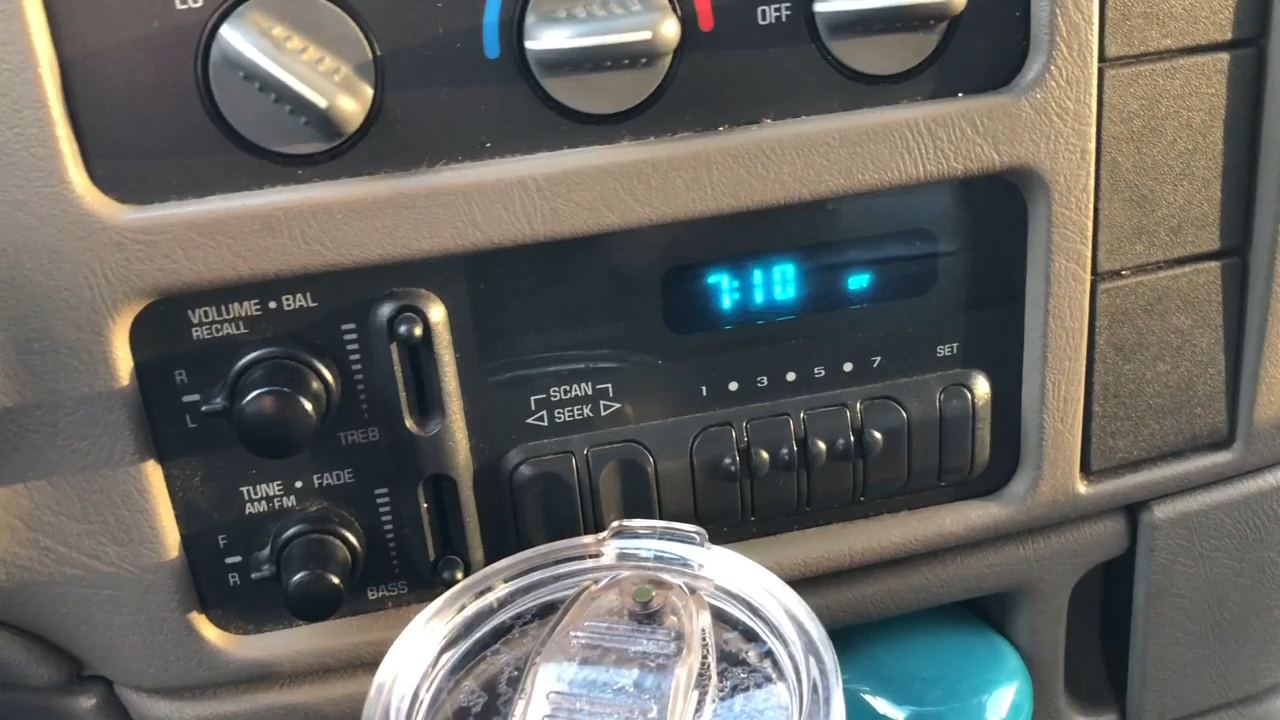 OFF
7:10 ST
VOLUME • BAL
RECALL
R
L
TREB
SCAN
SEEK
1 • 3 • 5 • 7
SET
TUNE • FADE
AM•FM
F
R
BASS